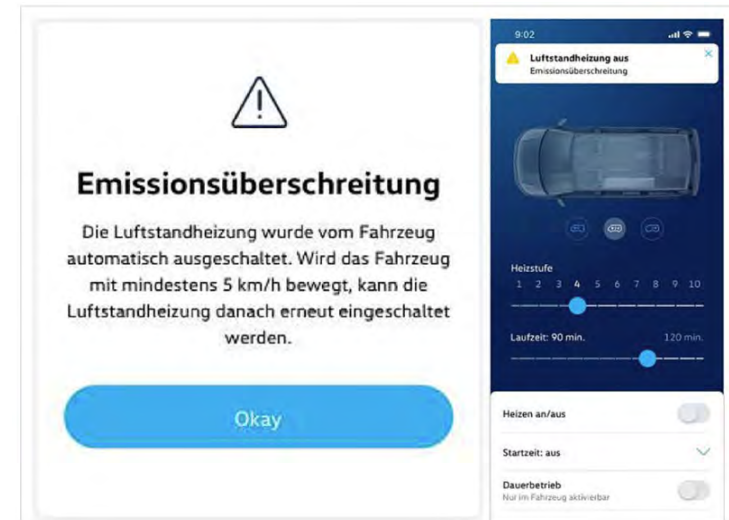 Emissionsüberschreitung
Die Luftstandheizung wurde vom Fahrzeug
automatisch ausgeschaltet. Wird das Fahrzeug
mit mindestens 5 km/h bewegt, kann die
Luftstandheizung danach erneut eingeschaltet
werden.
Okay
9:02
Luftstandheizung aus
Emissionsüberschreitung
Heizstufe
1 2 3 4 5 6 7 8 9 10
Laufzeit: 90 min. 120 min.
Heizen an/aus
Startzeit: aus
Dauerbetrieb
Nur im Fahrzeug aktivierbar